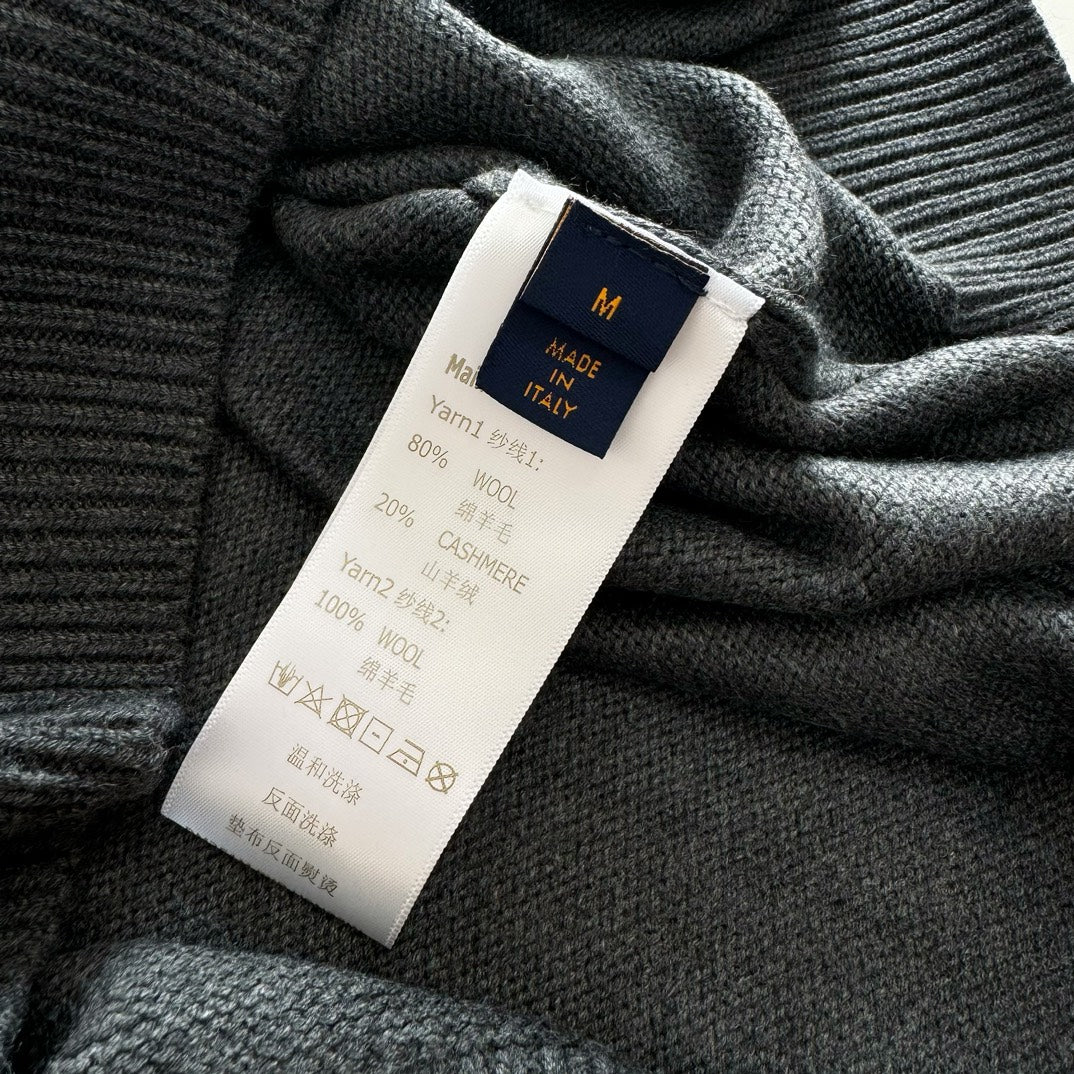 M
MADE
IN
ITALY
Yarn1 纱线1:
80% WOOL
绵羊毛
20% CASHMERE
山羊绒
Yarn2 纱线2:
100% WOOL
绵羊毛
温和洗涤
反面洗涤
垫布反面熨烫